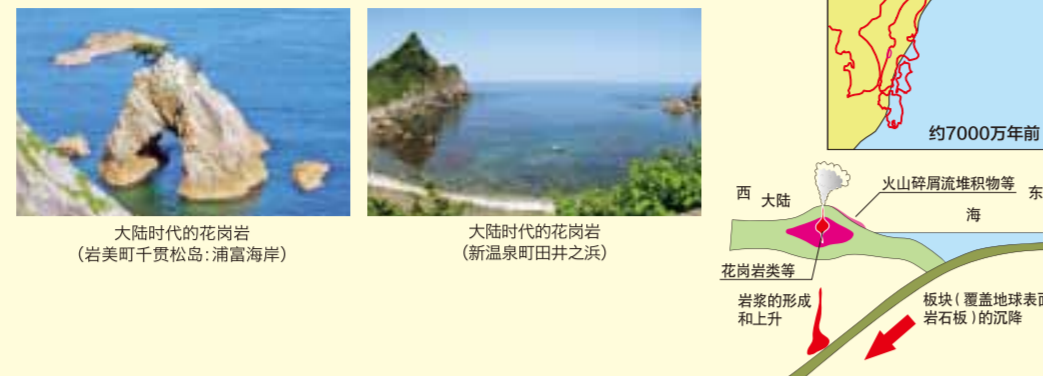 大陆时代的花岗岩
（岩美町千贯松岛：浦富海岸）
大陆时代的花岗岩
（新温泉町田井之浜）
约7000万年前
西
大陆
火山碎屑流堆积物等
东
海
花岗岩类等
岩浆的形成
和上升
板块(覆盖地球表面
岩石板)的沉降